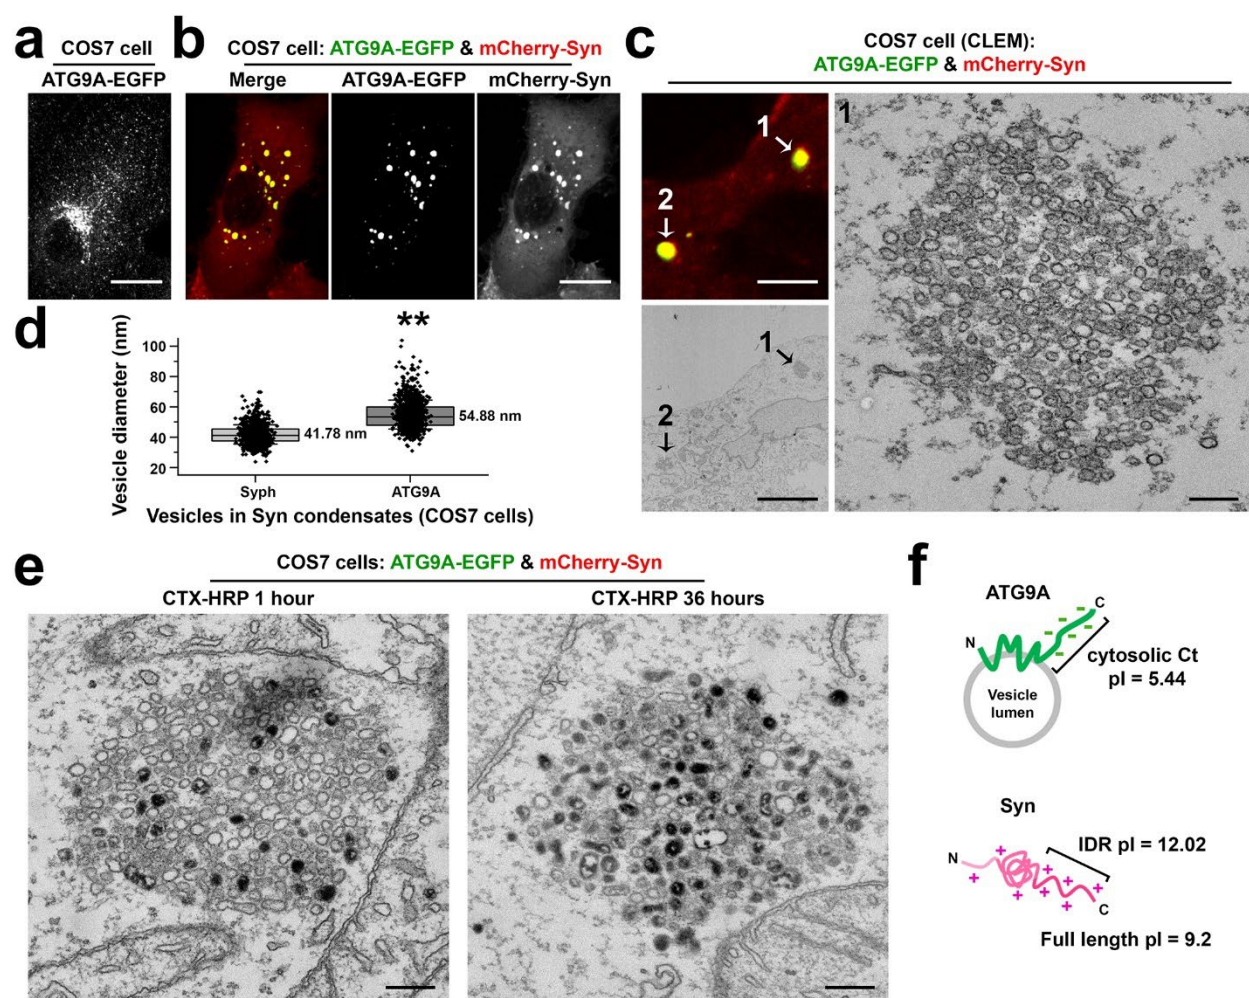 a
COS7 cell
ATG9A-EGFP
b
COS7 cell: ATG9A-EGFP & mCherry-Syn
Merge
ATG9A-EGFP
mCherry-Syn
c
COS7 cell (CLEM):
ATG9A-EGFP & mCherry-Syn
1
2
1
1
2
d
Vesicle diameter (nm)
100
80
60
40
20
**
41.78 nm
54.88 nm
Syph
ATG9A
Vesicles in Syn condensates (COS7 cells)
e
COS7 cells: ATG9A-EGFP & mCherry-Syn
CTX-HRP 1 hour
CTX-HRP 36 hours
f
ATG9A
N
C
cytosolic Ct
pI = 5.44
Vesicle
lumen
Syn
N
IDR pI = 12.02
C
Full length pI = 9.2